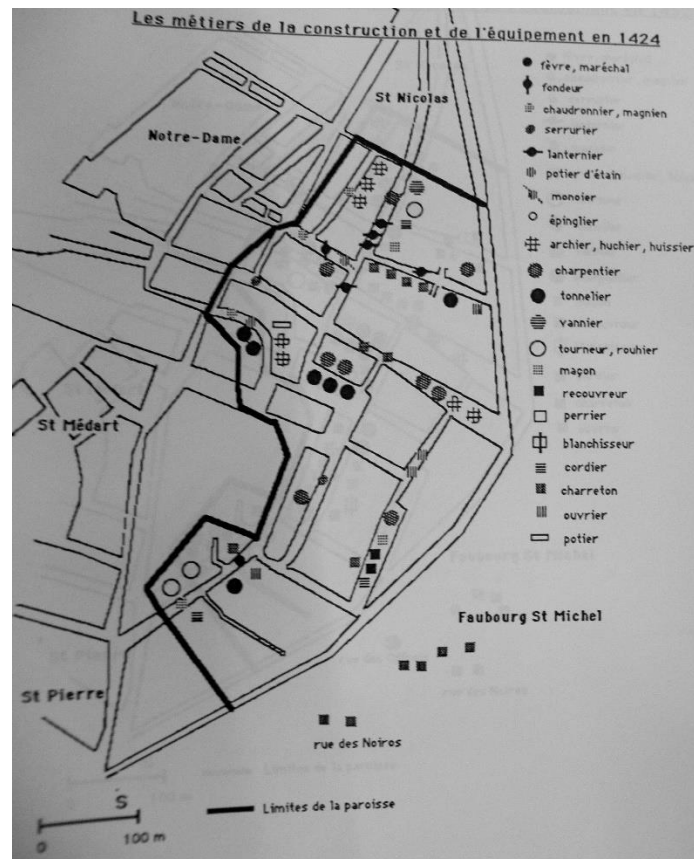 Les métiers de la construction et de l'équipement en 1424
St Nicolas
Notre-Dame
fèvre, maréchal
fondeur
chaudronnier, magnien
serrurier
lanternier
potier d'étain
monoier
épinglier
archier, huchier, huissier
charpentier
tonnelier
vannier
tourneur, rouhier
maçon
recouvreur
perrier
blanchisseur
cordier
charreton
ouvrier
potier
St Médart
Faubourg St Michel
St Pierre
rue des Noiros
S
0
100 m
Limites de la paroisse